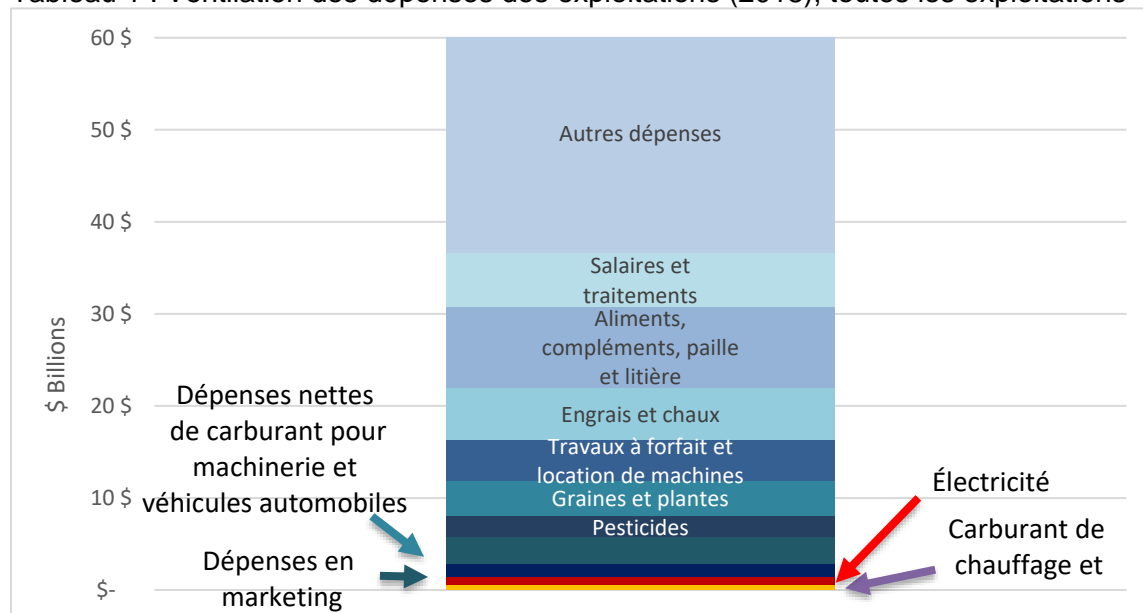 60 $
50 $
40 $
30 $
20 $
10 $
$-
$ Billions
Autres dépenses
Salaires et
traitements
Aliments,
compléments, paille
et litière
Engrais et chaux
Travaux à forfait et
location de machines
Graines et plantes
Pesticides
Dépenses nettes
de carburant pour
machinerie et
véhicules automobiles
Dépenses en
marketing
Électricité
Carburant de
chauffage et